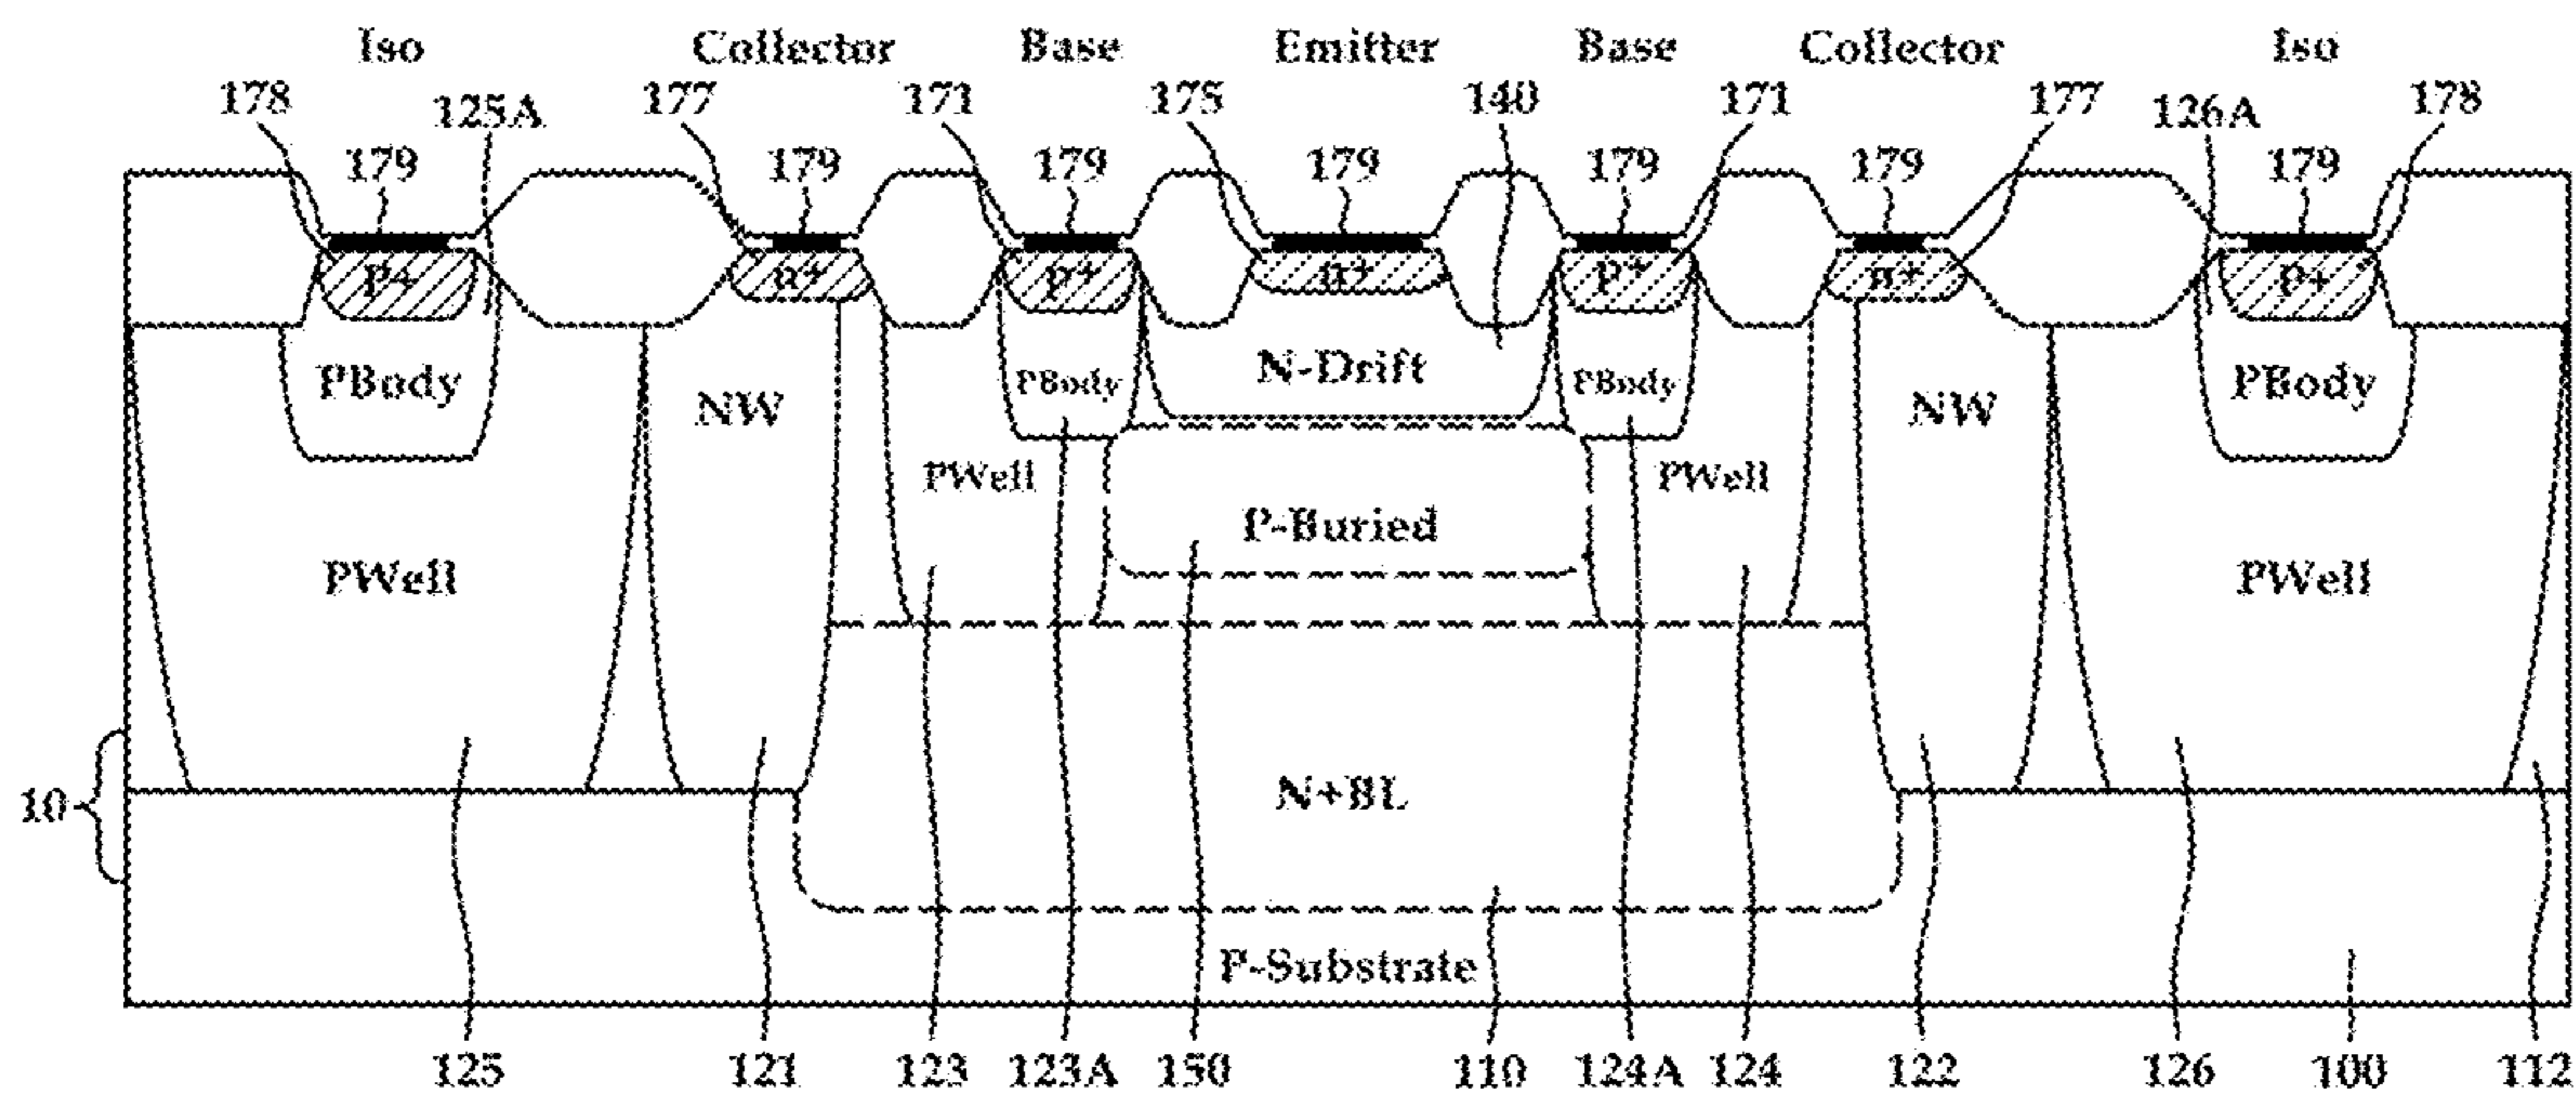 Iso Collector Base Emitter Base Collector Iso
178 125A 177 171 175 140 171 177 126A 178
179 179 179 179 179 179 179
P+ n+ p+ n+ p+ n+ P+
PBody NW PBody N-Drift PBody NW PBody
PWell PWell
P-Buried
PWell PWell
10 N+BL
P-Substrate
125 121 123 123A 150 110 124A 124 122 126 100 112